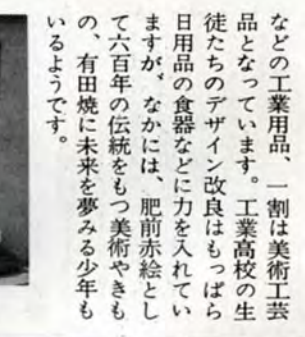 などの工業用品、一割は美術工芸
品となっています。工業高校の生
徒たちのデザイン改良はもっぱら
日用品の食器などに力を入れてい
ますが、なかには、肥前赤絵とし
て六百年の伝統をもつ美術やきも
の、有田焼に未来を夢みる少年も
いるようです。